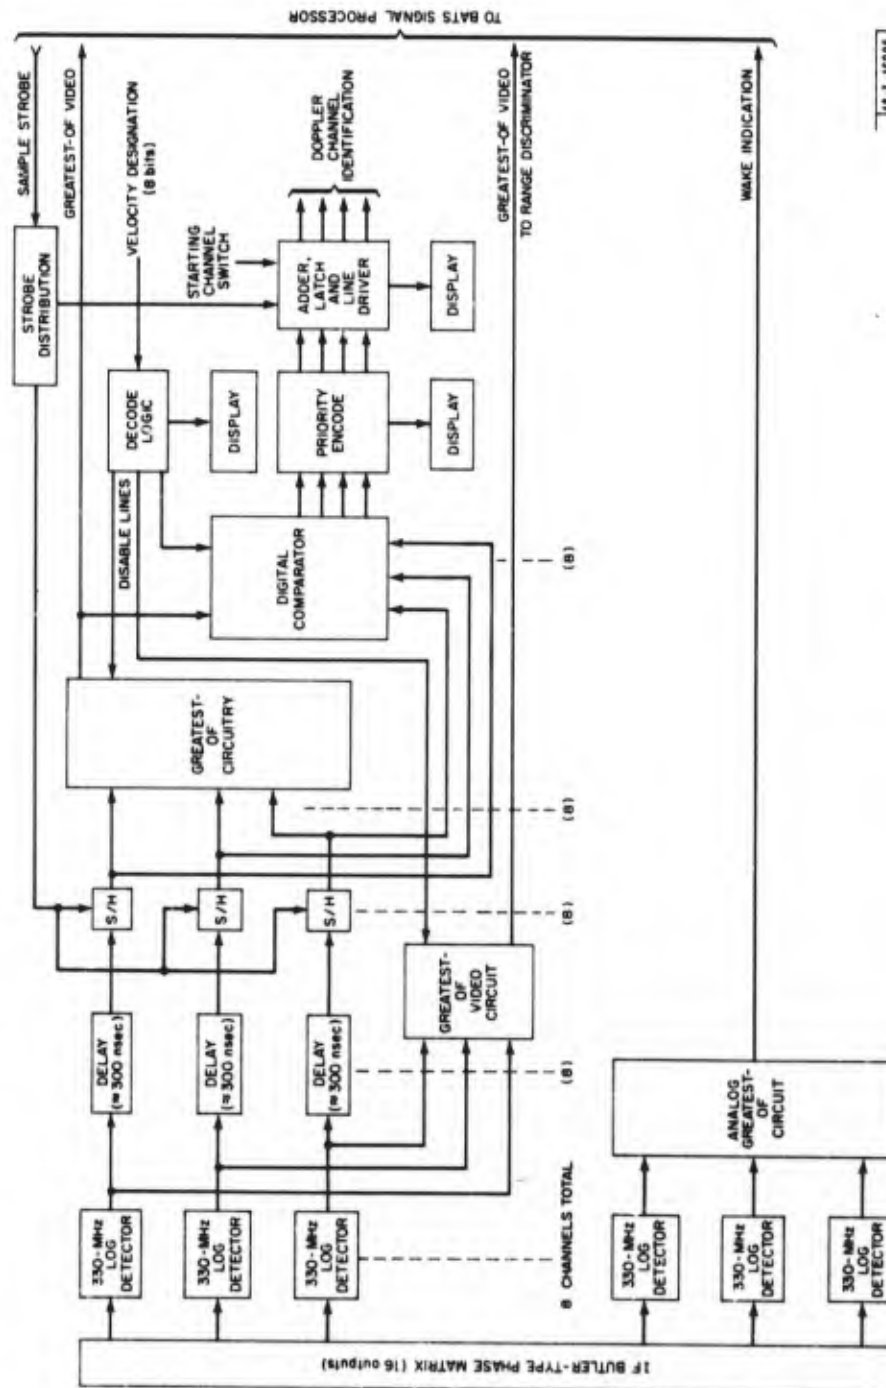 IF BUTLER-TYPE PHASE MATRIX (16 outputs)
330-MHz
LOG
DETECTOR
330-MHz
LOG
DETECTOR
330-MHz
LOG
DETECTOR
8 CHANNELS TOTAL
330-MHz
LOG
DETECTOR
330-MHz
LOG
DETECTOR
330-MHz
LOG
DETECTOR
DELAY
(≈300 nsec)
DELAY
(≈300 nsec)
DELAY
(≈300 nsec)
(8)
ANALOG
GREATEST-
OF
CIRCUIT
S/H
S/H
S/H
(8)
GREATEST-
OF
VIDEO
CIRCUIT
(8)
GREATEST-
OF
CIRCUITRY
DISABLE LINES
DIGITAL
COMPARATOR
(8)
DECODE
LOGIC
DISPLAY
PRIORITY
ENCODE
DISPLAY
STROBE
DISTRIBUTION
STARTING
CHANNEL
SWITCH
ADDER,
LATCH
AND
LINE
DRIVER
DISPLAY
SAMPLE STROBE
GREATEST-OF VIDEO
VELOCITY DESIGNATION
(8 bits)
DOPPLER
CHANNEL
IDENTIFICATION
GREATEST-OF VIDEO
TO RANGE DISCRIMINATOR
WAKE INDICATION
TO BATS SIGNAL PROCESSOR